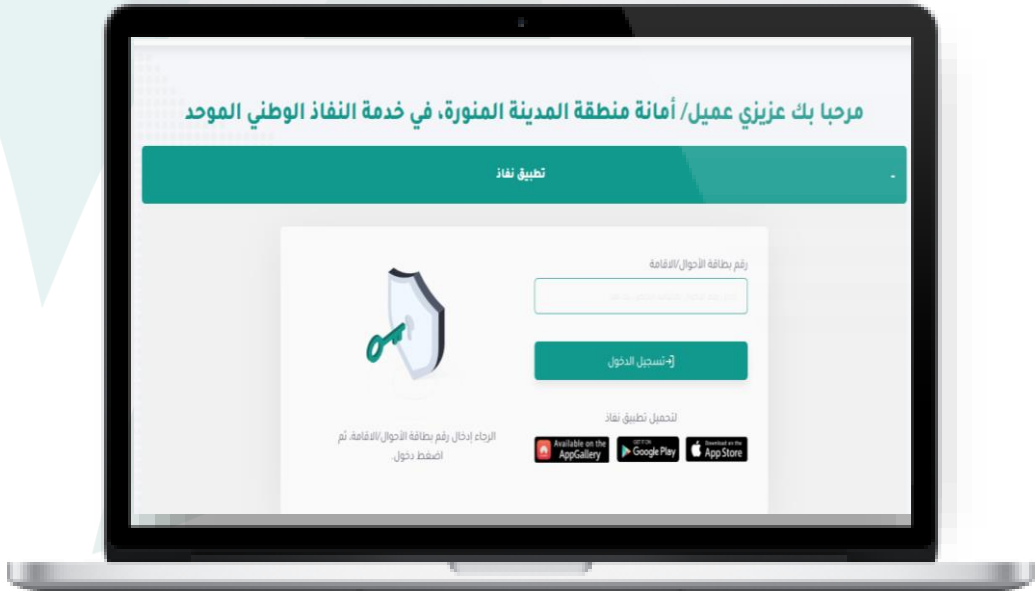 مرحبا بك عزيزي عميل/ أمانة منطقة المدينة المنورة، في خدمة النفاذ الوطني الموحد
تطبيق نفاذ
-
رقم بطاقة الأحوال/الاقامة
تسجيل الدخول
لتحميل تطبيق نفاذ
Download on the App Store
GET IT ON Google Play
Available on the AppGallery
الرجاء إدخال رقم بطاقة الأحوال/الاقامة، ثم
اضغط دخول.